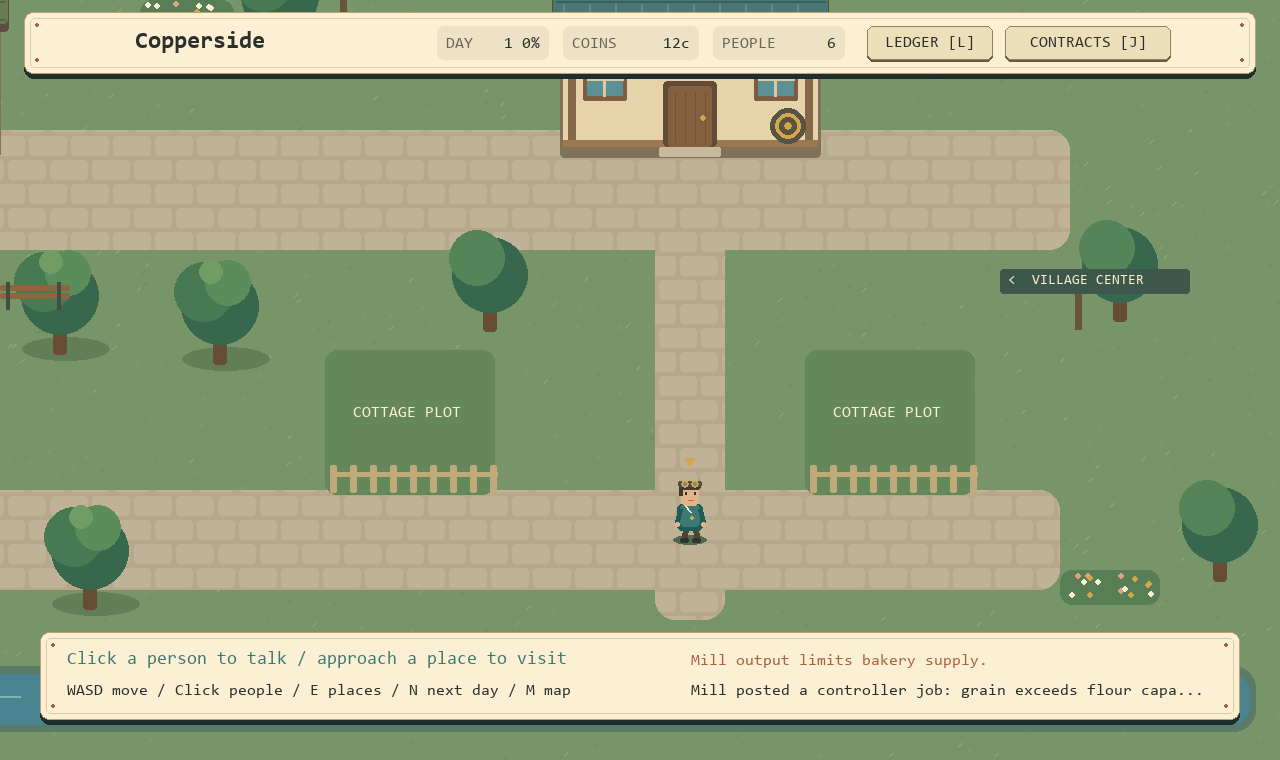 Copperside
DAY 1 0%
COINS 12c
PEOPLE 6
LEDGER [L]
CONTRACTS [J]
< VILLAGE CENTER
COTTAGE PLOT
COTTAGE PLOT
Click a person to talk / approach a place to visit
WASD move / Click people / E places / N next day / M map
Mill output limits bakery supply.
Mill posted a controller job: grain exceeds flour capa...